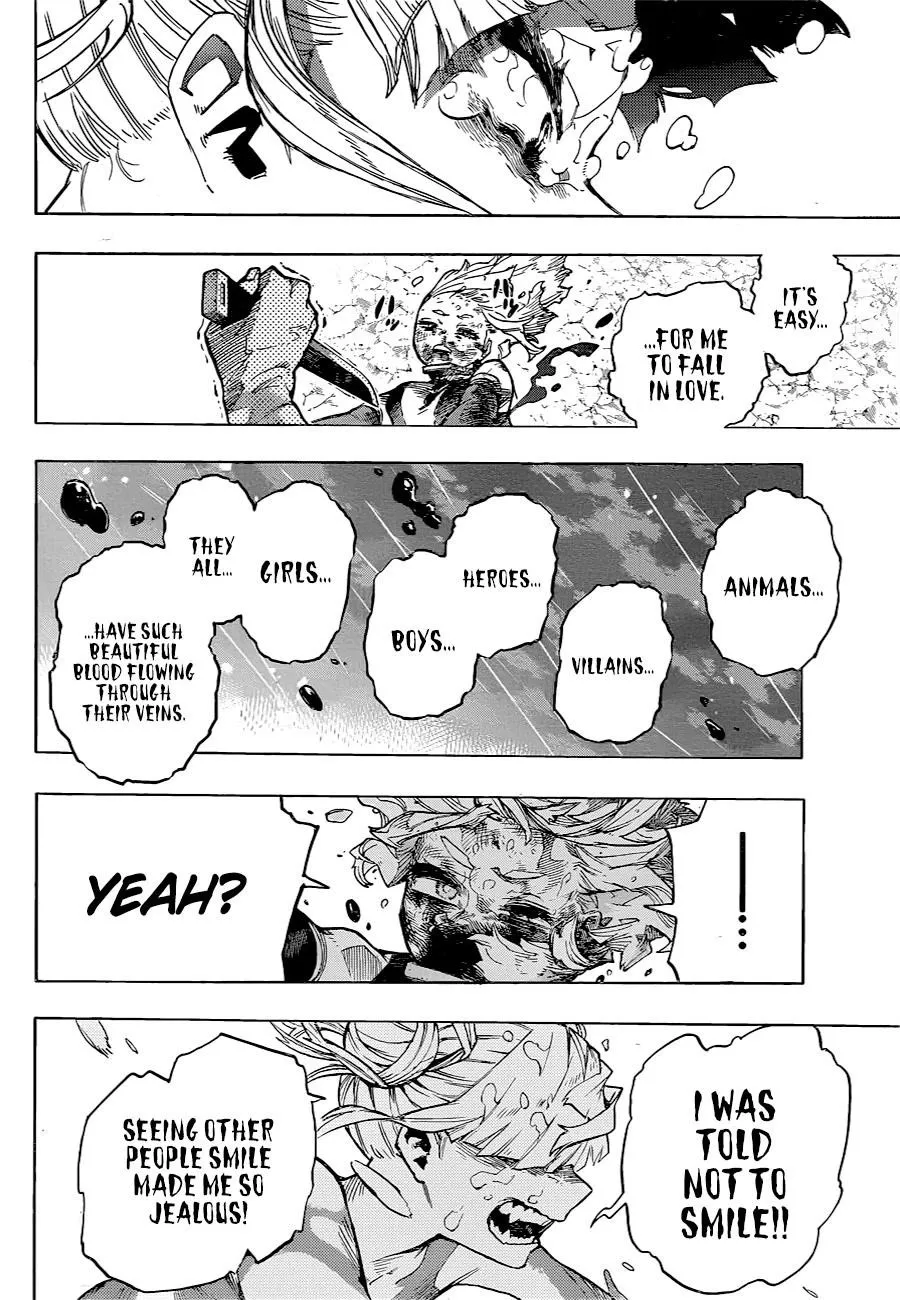 IT'S
EASY...
...FOR ME
TO FALL
IN LOVE.
ANIMALS...
VILLAINS...
HEROES...
BOYS...
GIRLS...
THEY
ALL...
...HAVE SUCH
BEAUTIFUL
BLOOD FLOWING
THROUGH
THEIR VEINS.
...!
YEAH?
I WAS
TOLD
NOT TO
SMILE!!
SEEING OTHER
PEOPLE SMILE
MADE ME SO
JEALOUS!